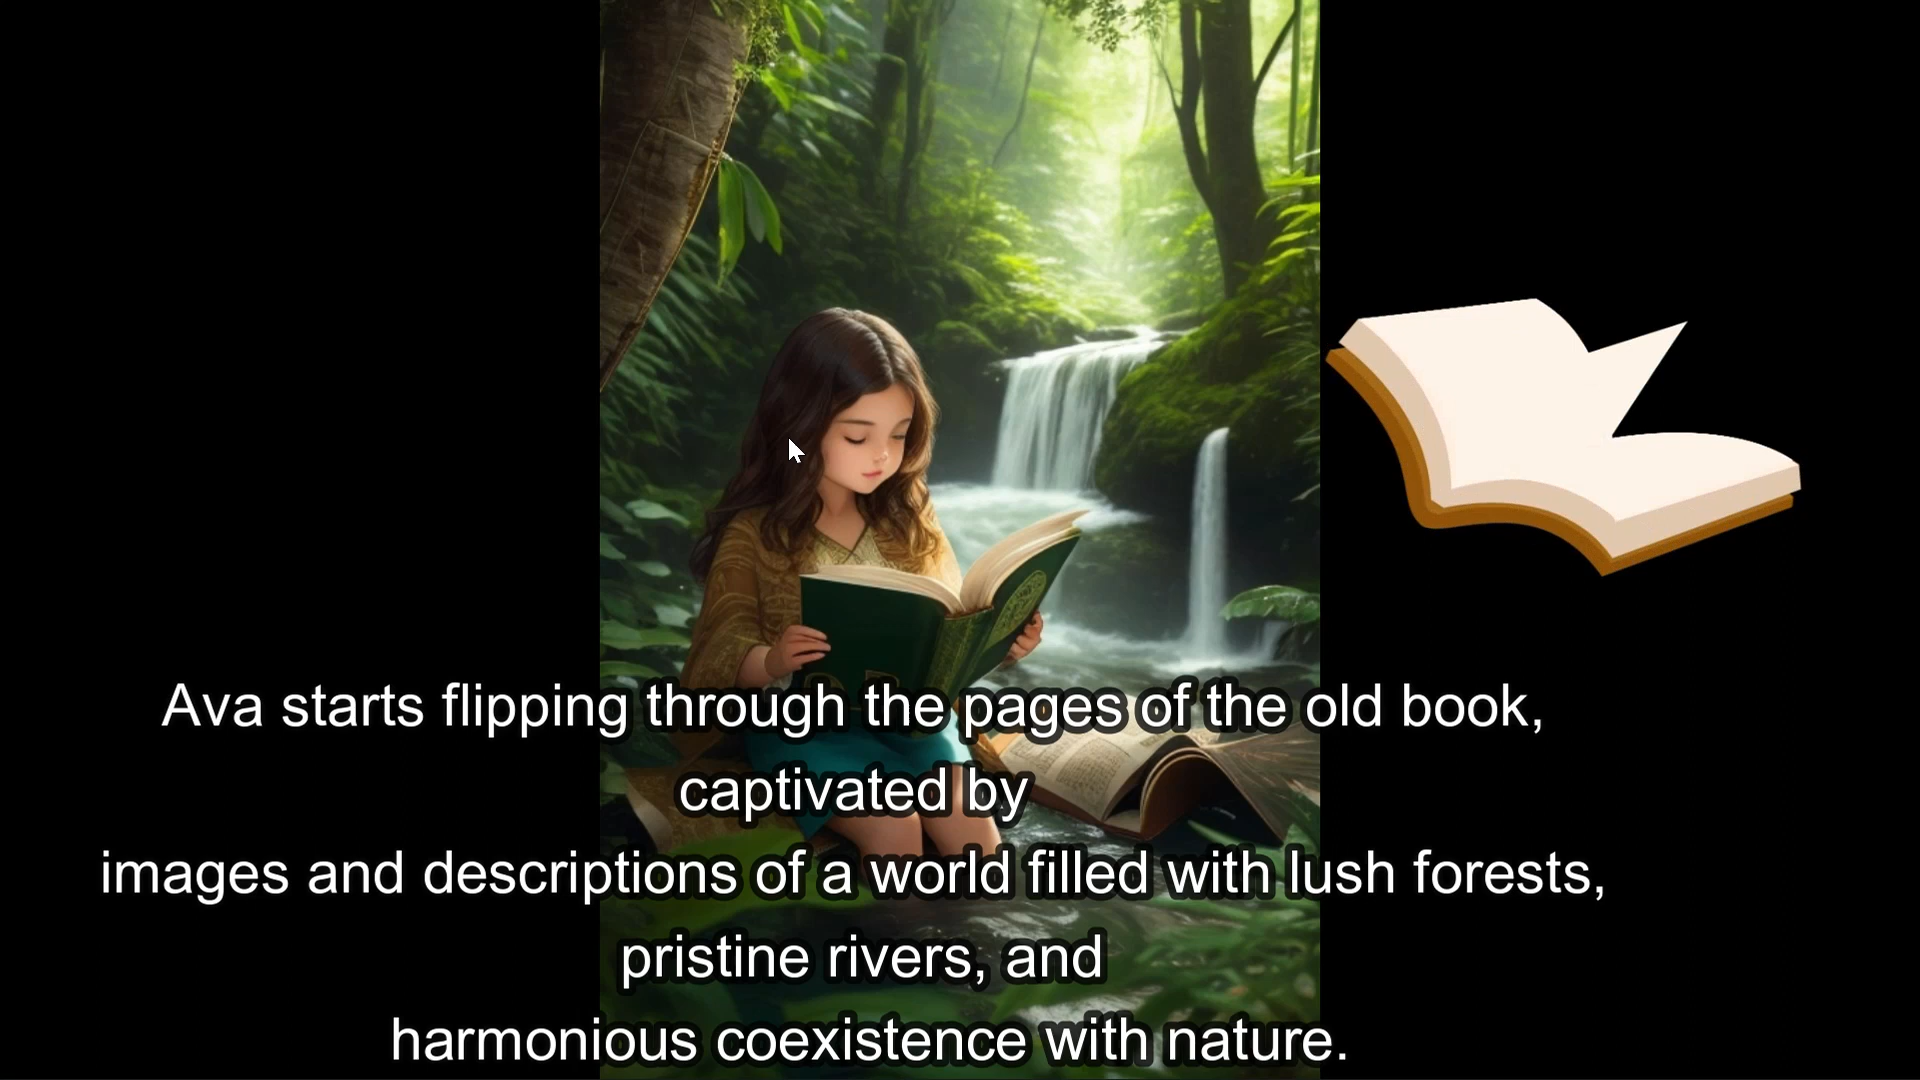 Ava starts flipping through the pages of the old book,
captivated by
images and descriptions of a world filled with lush forests,
pristine rivers, and
harmonious coexistence with nature.